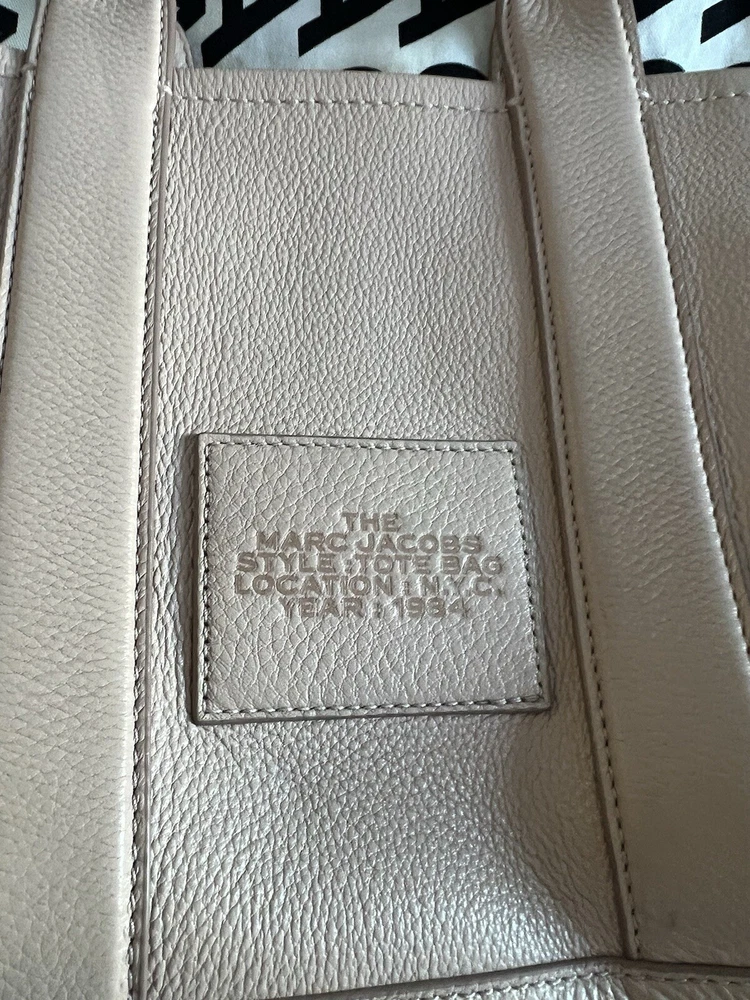 THE
MARC JACOBS
STYLE : TOTE BAG
LOCATION : N.Y.C.
YEAR : 1984